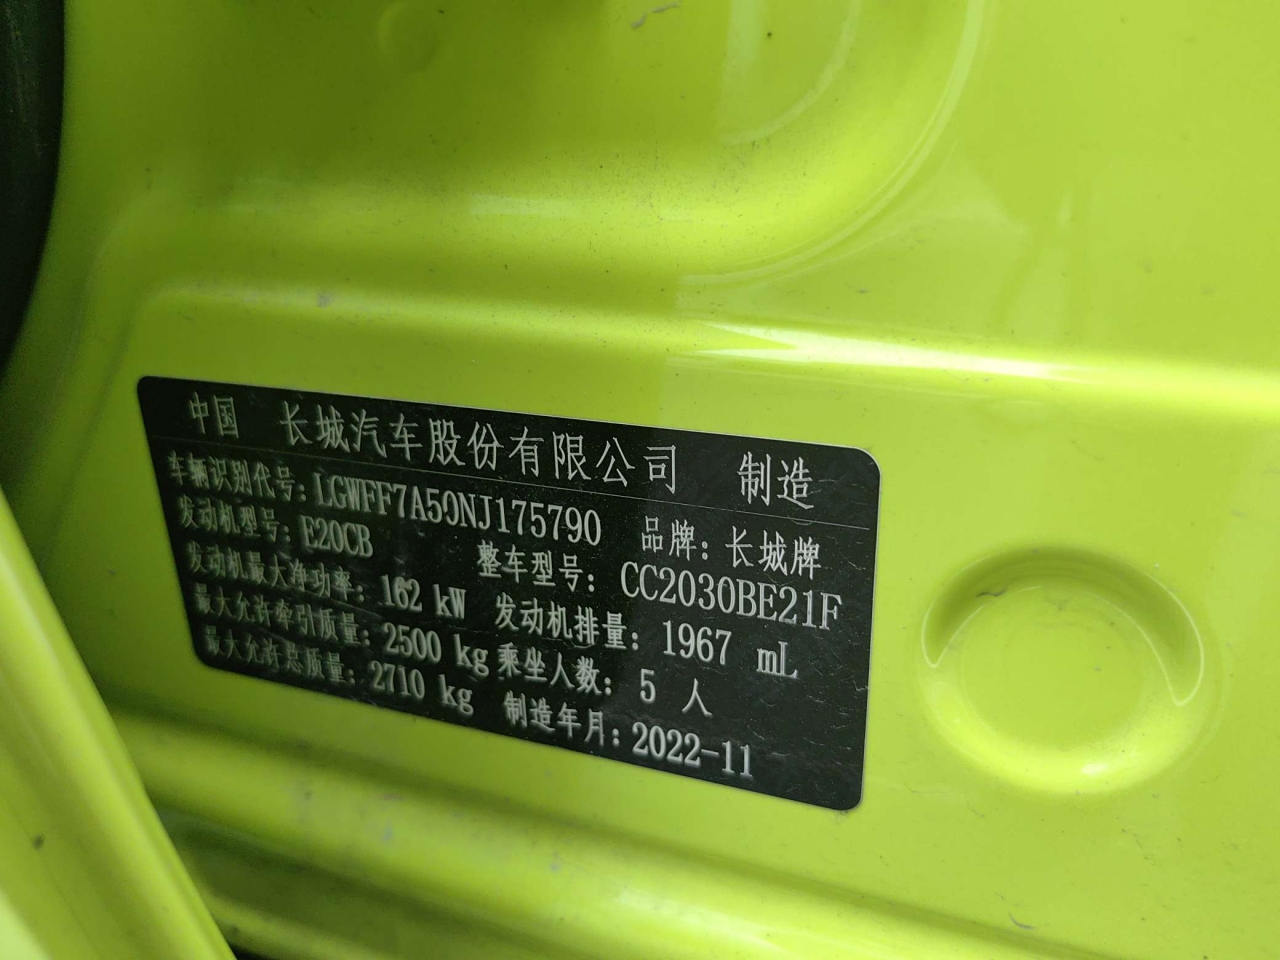 中国 长城汽车股份有限公司 制造
车辆识别代号：LGWFF7A50NJ175790 品牌：长城牌
发动机型号：E20CB 整车型号：CC2030BE21F
发动机最大净功率：162 kW 发动机排量：1967 mL
最大允许牵引质量：2500 kg 乘坐人数：5 人
最大允许总质量：2710 kg 制造年月：2022-11